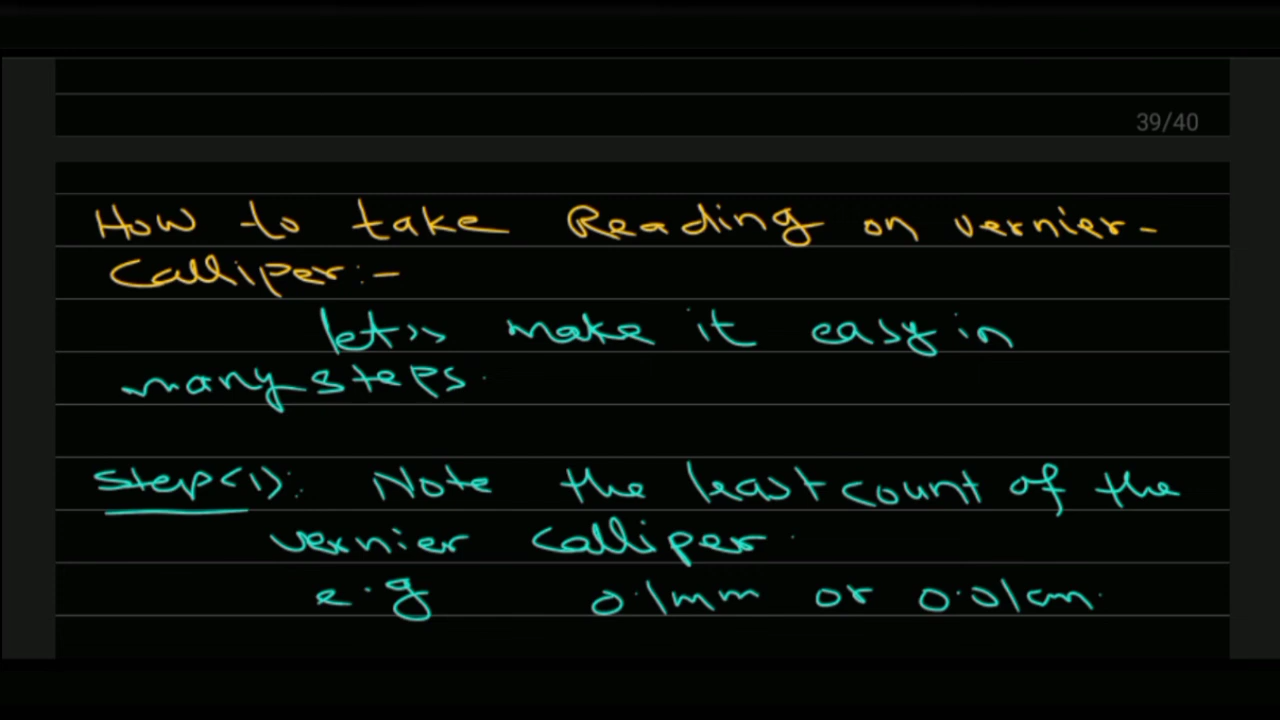 39/40
How to take Reading on vernier-
Calliper:-
let>> make it easy in
many steps.
Step(1): Note the least count of the
vernier calliper.
e.g 0.1mm or 0.01cm.